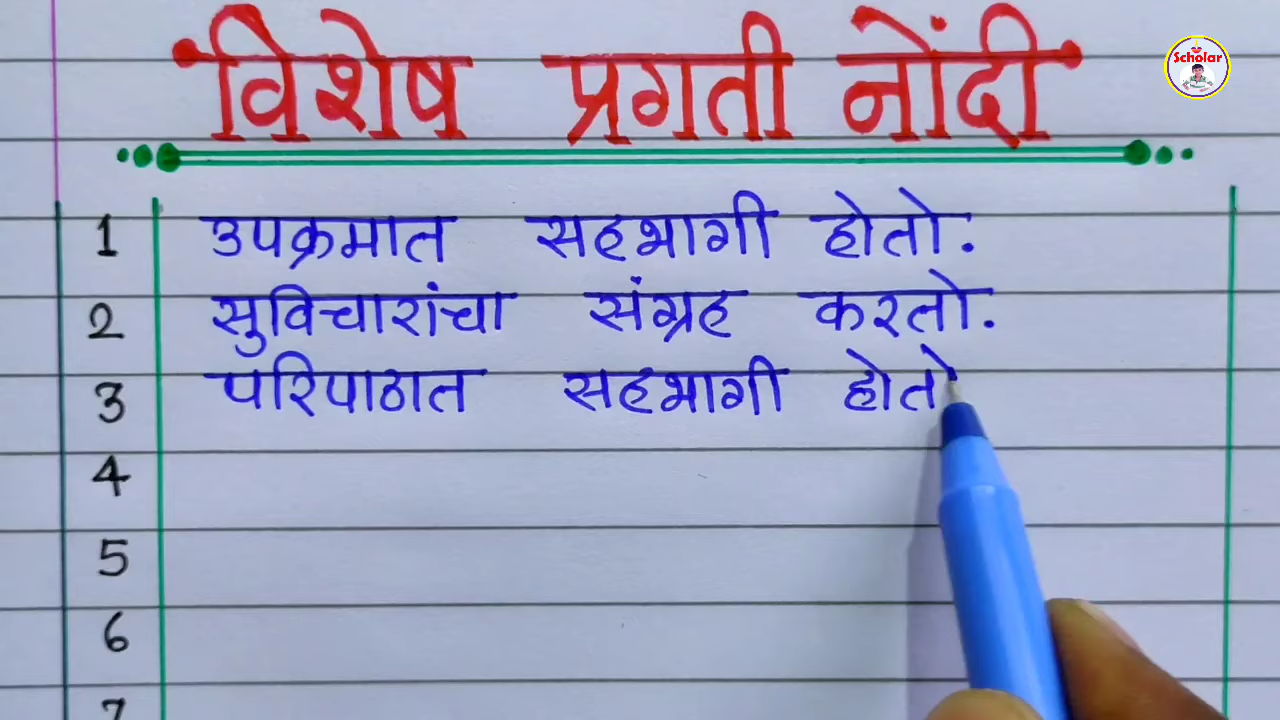 विशेष प्रगती नोंदी
Scholar
1 उपक्रमात सहभागी होतो.
2 सुविचारांचा संग्रह करतो.
3 परिपाठात सहभागी होतो
4
5
6
7